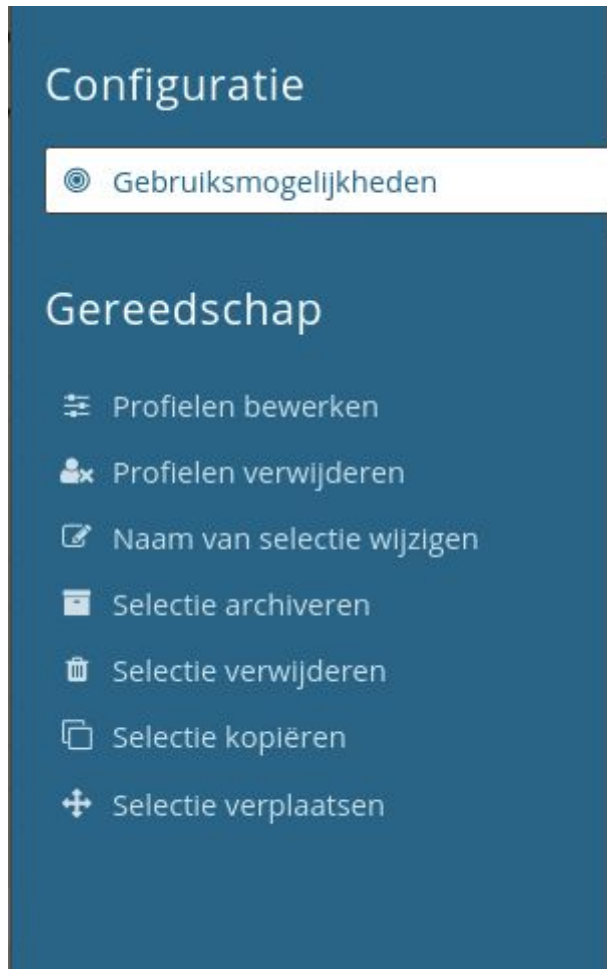 Configuratie
Gebruiksmogelijkheden
Gereedschap
Profielen bewerken
Profielen verwijderen
Naam van selectie wijzigen
Selectie archiveren
Selectie verwijderen
Selectie kopiëren
Selectie verplaatsen